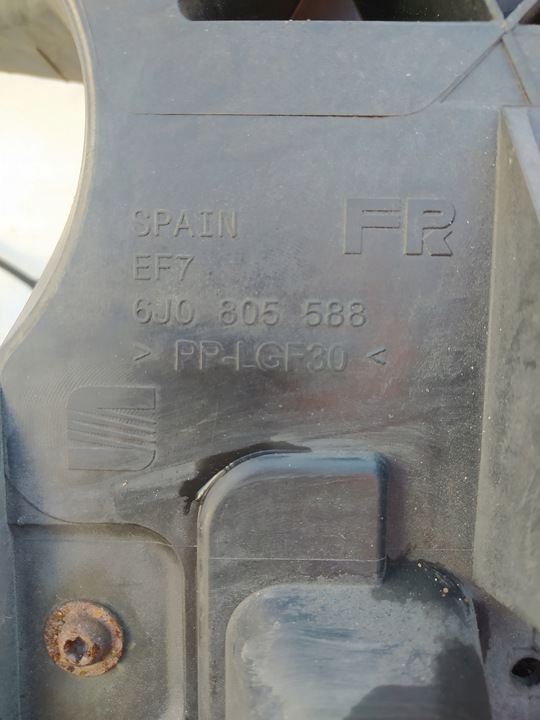 SPAIN
FR
EF7
6J0 805 588
> PP-LGF30 <